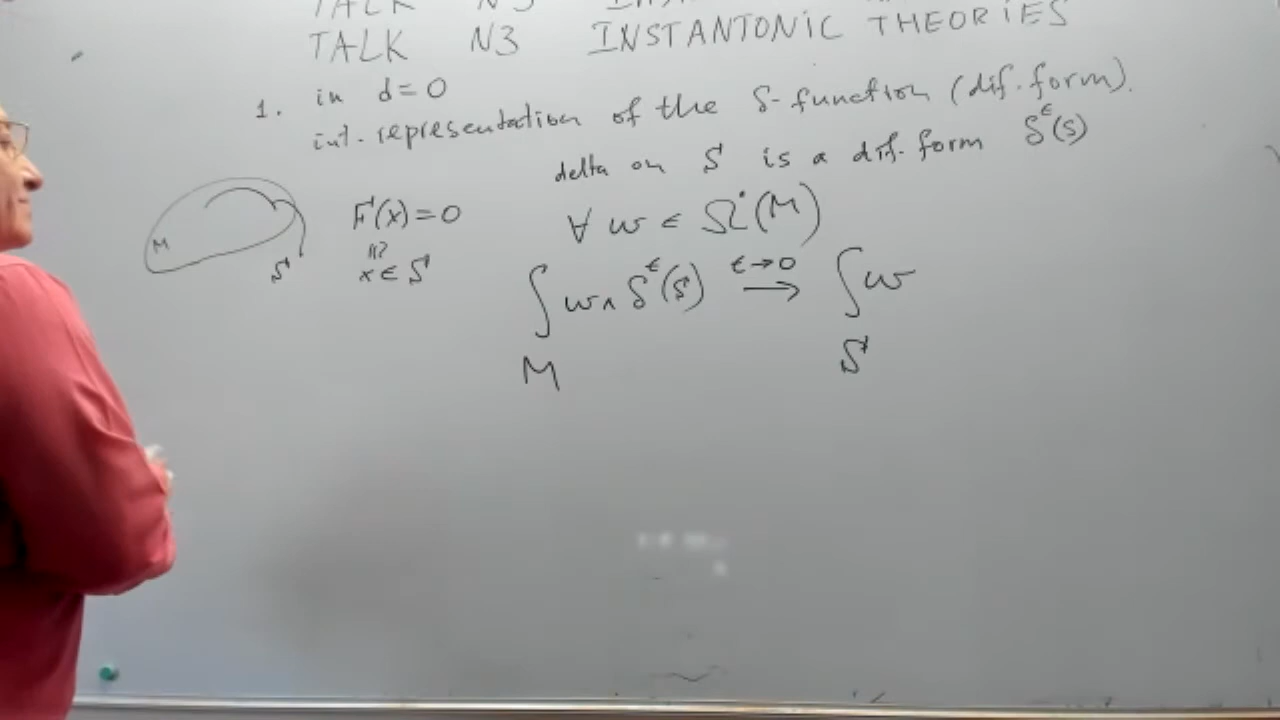 TALK N3 INSTANTONIC THEORIES
1. in d=0
int. representation of the δ-function (dif. form).
delta on S is a dif. form δ^ε(S)
M
S
F(x)=0
x ∈ S
∀ ω ∈ Ω^•(M)
∫_M ω∧δ^ε(S) →^{ε→0} ∫_S ω